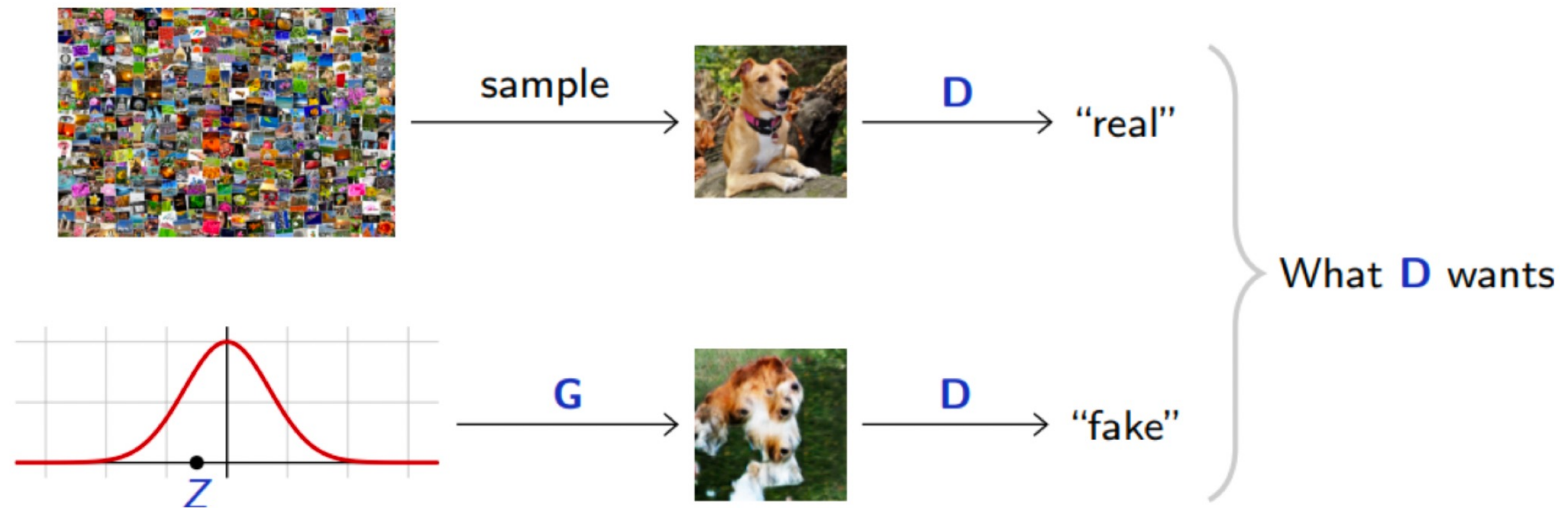 sample
D
“real”
What D wants
G
D
“fake”
Z